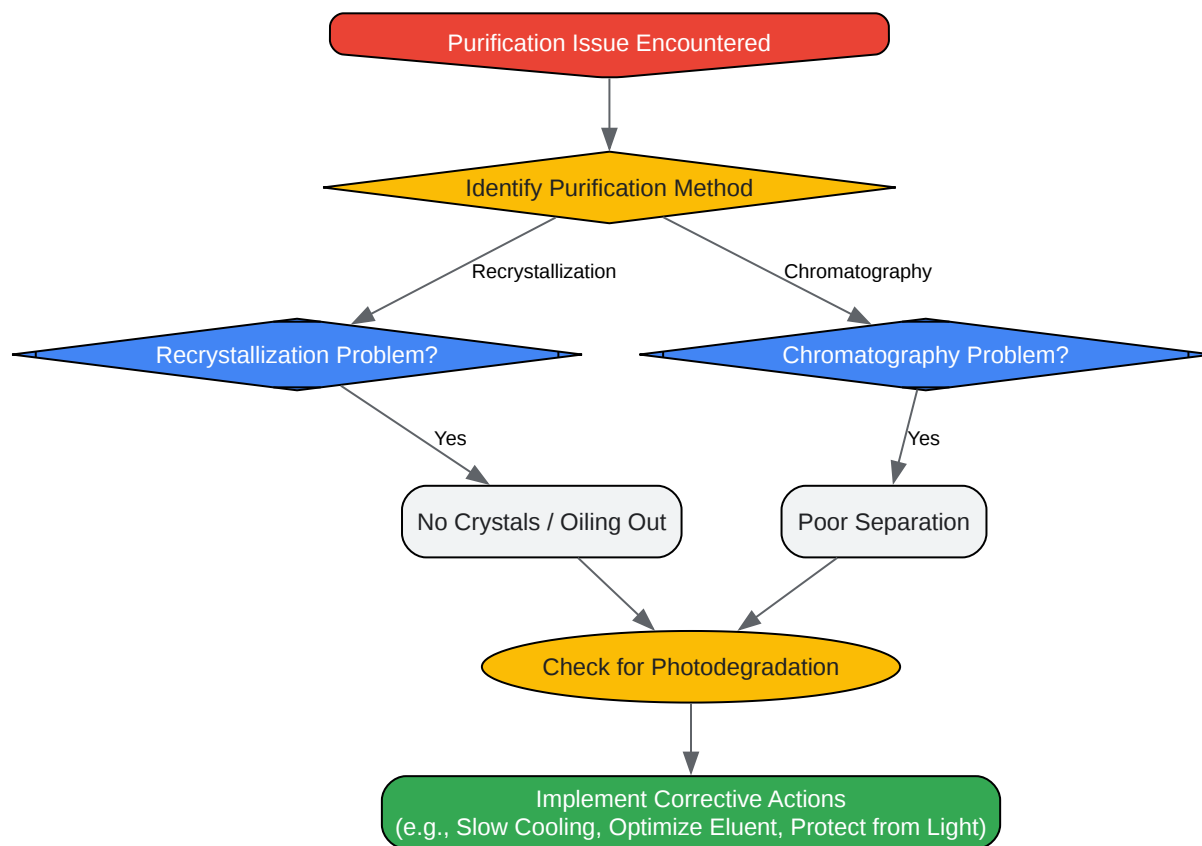 Purification Issue Encountered
Identify Purification Method
Recrystallization
Chromatography
Recrystallization Problem?
Chromatography Problem?
Yes
Yes
No Crystals / Oiling Out
Poor Separation
Check for Photodegradation
Implement Corrective Actions
(e.g., Slow Cooling, Optimize Eluent, Protect from Light)